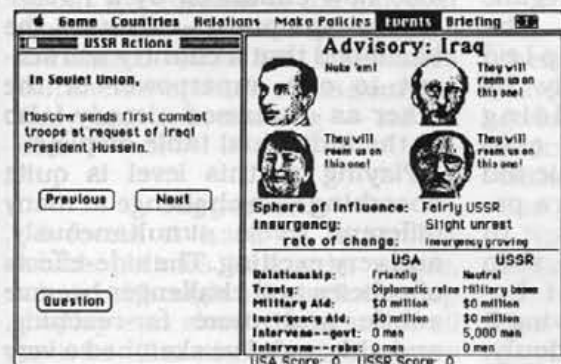 Game Countries Relations Make Policies Events Briefing
USSR Actions
In Soviet Union,
Moscow sends first combat
troops at request of Iraqi
President Hussein.
Previous
Next
Question
Advisory: Iraq
Nuke 'em!
They will
ream us on
this one!
They will
ream us on
this one!
They will
ream us on
this one!
Sphere of Influence: Fairly USSR
Insurgency: Slight unrest
rate of change: Insurgency growing
USA USSR
Relationship: Friendly Neutral
Treaty: Diplomatic relns Military bases
Military Aid: $0 million $0 million
Insurgency Aid: $0 million $0 million
Intervene--govt: 0 men 5,000 men
Intervene--rebs: 0 men 0 men
USA Score: 0 USSR Score: 0